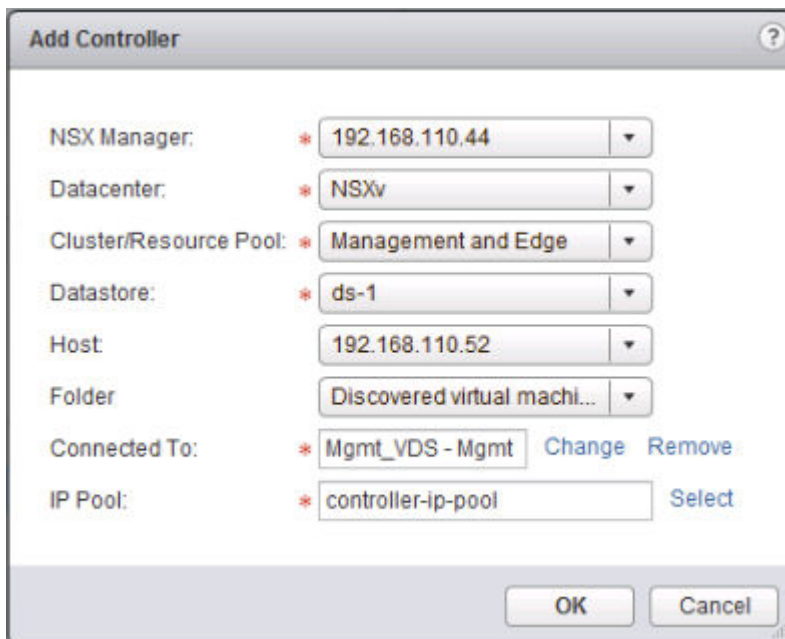 Add Controller ?
NSX Manager: * 192.168.110.44
Datacenter: * NSXv
Cluster/Resource Pool: * Management and Edge
Datastore: * ds-1
Host: 192.168.110.52
Folder Discovered virtual machi...
Connected To: * Mgmt_VDS - Mgmt Change Remove
IP Pool: * controller-ip-pool Select
OK Cancel